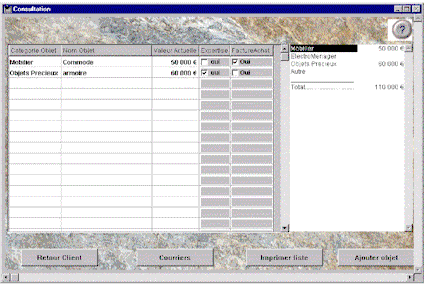 Consultation
?
Categorie Objet Nom Objet Valeur Actuelle Expertise FactureAchat
Mobilier Commode 50 000 € oui Oui
Objets Précieux armoire 60 000 € oui Oui
Mobilier 50 000 €
ElectroMenager
Objets Précieux 60 000 €
Autre
Total 110 000 €
Retour Client Courriers Imprimer liste Ajouter objet